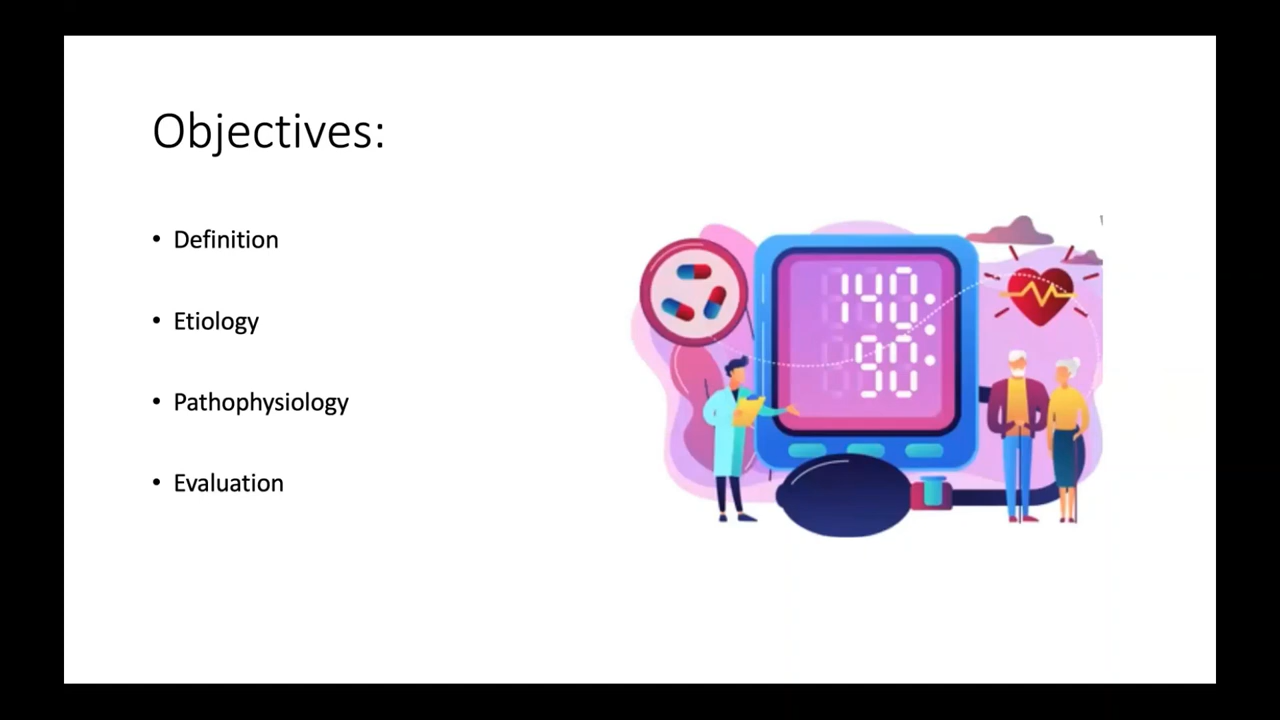 Objectives:
• Definition
• Etiology
• Pathophysiology
• Evaluation
140
90